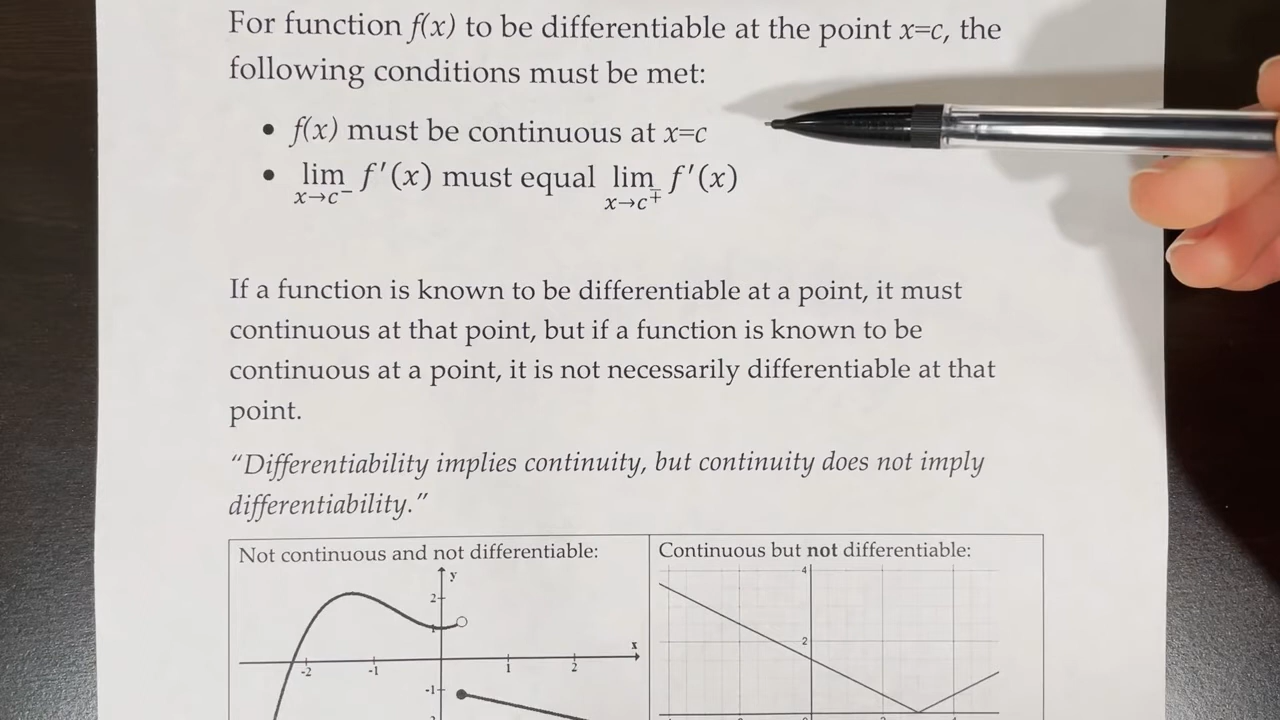 For function f(x) to be differentiable at the point x=c, the
following conditions must be met:
• f(x) must be continuous at x=c
• lim x→c⁻ f′(x) must equal lim x→c⁺ f′(x)
If a function is known to be differentiable at a point, it must
continuous at that point, but if a function is known to be
continuous at a point, it is not necessarily differentiable at that
point.
“Differentiability implies continuity, but continuity does not imply
differentiability.”
Not continuous and not differentiable:
y
2
1
x
-2 -1 1 2
-1
Continuous but not differentiable:
4
2